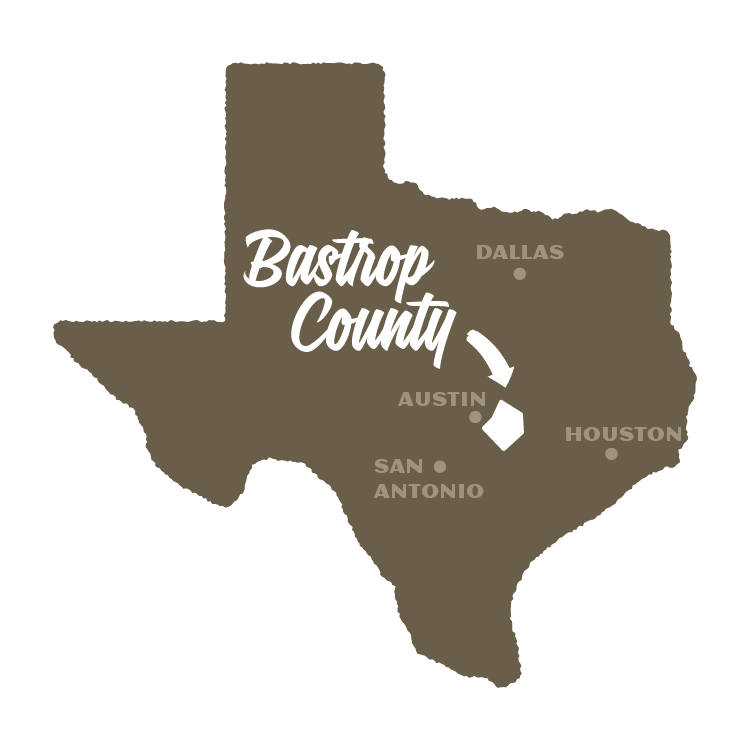 Bastrop
County
DALLAS
AUSTIN
HOUSTON
SAN
ANTONIO